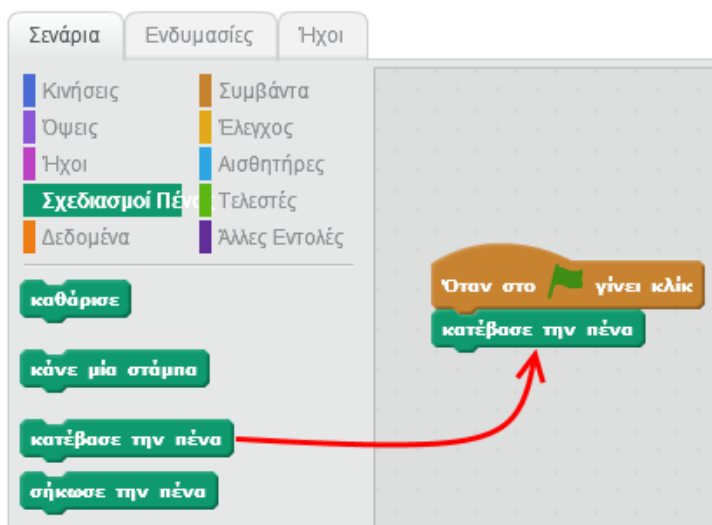 Σενάρια Ενδυμασίες Ήχοι
Κινήσεις Συμβάντα
Όψεις Έλεγχος
Ήχοι Αισθητήρες
Σχεδιασμοί Πένας Τελεστές
Δεδομένα Άλλες Εντολές
καθάρισε
κάνε μία στάμπα
κατέβασε την πένα
σήκωσε την πένα
Όταν στο γίνει κλίκ
κατέβασε την πένα